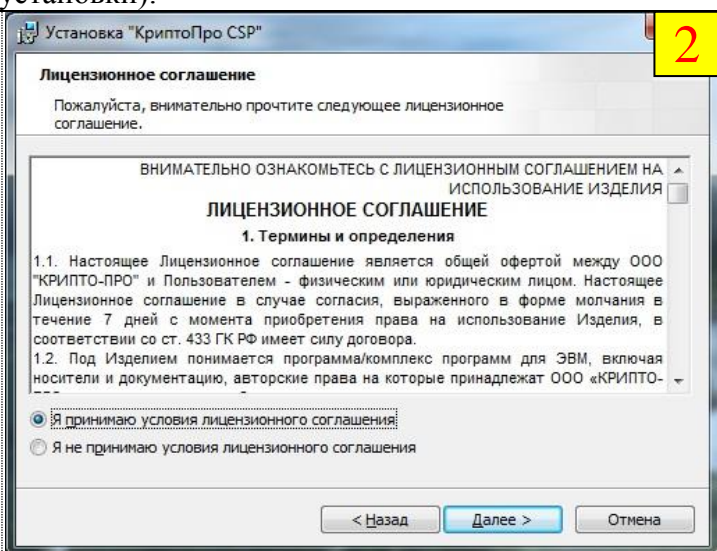 установки).
Установка "КриптоПро CSP"
2
Лицензионное соглашение
Пожалуйста, внимательно прочтите следующее лицензионное
соглашение.
ВНИМАТЕЛЬНО ОЗНАКОМЬТЕСЬ С ЛИЦЕНЗИОННЫМ СОГЛАШЕНИЕМ НА
ИСПОЛЬЗОВАНИЕ ИЗДЕЛИЯ
ЛИЦЕНЗИОННОЕ СОГЛАШЕНИЕ
1. Термины и определения
1.1. Настоящее Лицензионное соглашение является общей офертой между ООО
"КРИПТО-ПРО" и Пользователем - физическим или юридическим лицом. Настоящее
Лицензионное соглашение в случае согласия, выраженного в форме молчания в
течение 7 дней с момента приобретения права на использование Изделия, в
соответствии со ст. 433 ГК РФ имеет силу договора.
1.2. Под Изделием понимается программа/комплекс программ для ЭВМ, включая
носители и документацию, авторские права на которые принадлежат ООО «КРИПТО-
Я принимаю условия лицензионного соглашения
Я не принимаю условия лицензионного соглашения
< Назад Далее > Отмена